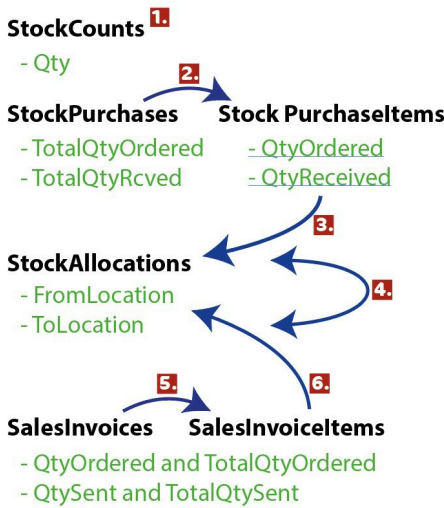 StockCounts 1.
- Qty
2.
StockPurchases Stock PurchaseItems
- TotalQtyOrdered - QtyOrdered
- TotalQtyRcved - QtyReceived
3.
StockAllocations
- FromLocation 4.
- ToLocation
5. 6.
SalesInvoices SalesInvoiceItems
- QtyOrdered and TotalQtyOrdered
- QtySent and TotalQtySent